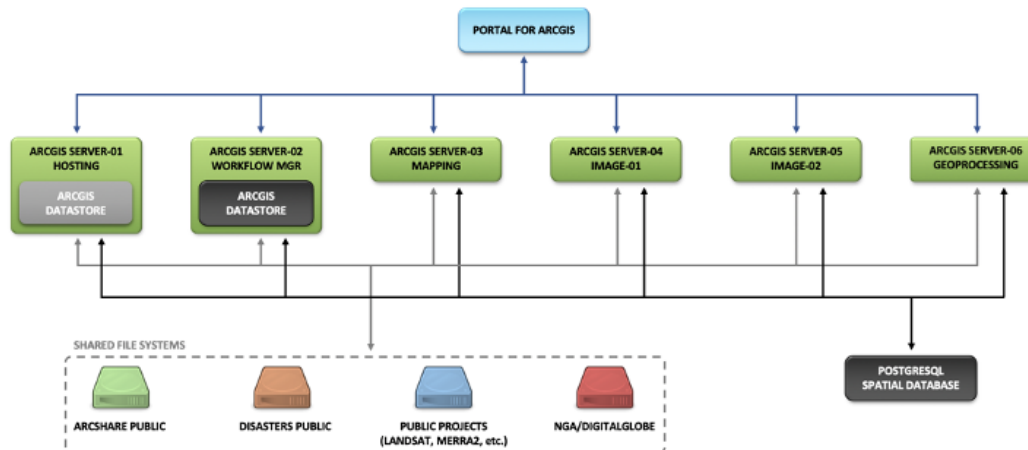 PORTAL FOR ARCGIS
ARCGIS SERVER-01
HOSTING
ARCGIS
DATASTORE
ARCGIS SERVER-02
WORKFLOW MGR
ARCGIS
DATASTORE
ARCGIS SERVER-03
MAPPING
ARCGIS SERVER-04
IMAGE-01
ARCGIS SERVER-05
IMAGE-02
ARCGIS SERVER-06
GEOPROCESSING
SHARED FILE SYSTEMS
ARCSHARE PUBLIC
DISASTERS PUBLIC
PUBLIC PROJECTS
(LANDSAT, MERRA2, etc.)
NGA/DIGITALGLOBE
POSTGRESQL
SPATIAL DATABASE